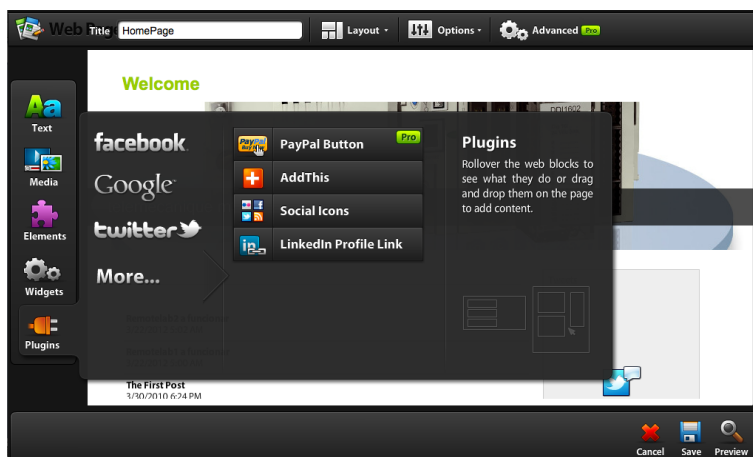 Web Page
Title HomePage Layout Options Advanced Pro
Welcome
DDI1602
Text
Media
Elements
Widgets
Plugins
facebook
Google
twitter
More...
PayPal
PayPal Button Pro
AddThis
Social Icons
in
LinkedIn Profile Link
Plugins
Rollover the web blocks to
see what they do or drag
and drop them on the page
to add content.
The First Post
3/30/2010 6:24 PM
Cancel Save Preview